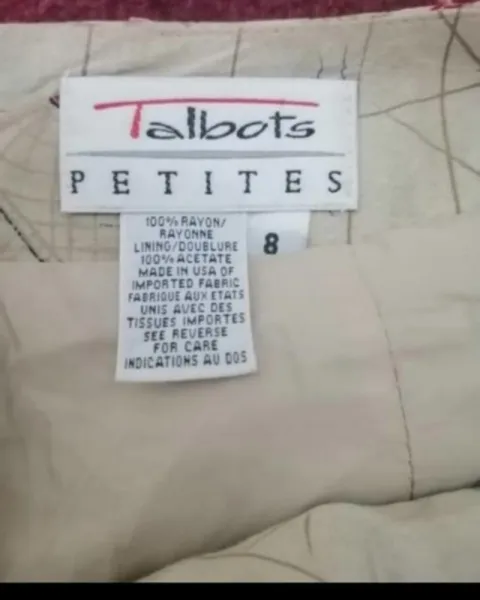 Talbots
PETITES
100% RAYON/
RAYONNE
LINING/DOUBLURE
100% ACETATE
MADE IN USA OF
IMPORTED FABRIC
FABRIQUE AUX ETATS
UNIS AVEC DES
TISSUES IMPORTES
SEE REVERSE
FOR CARE
INDICATIONS AU DOS
8